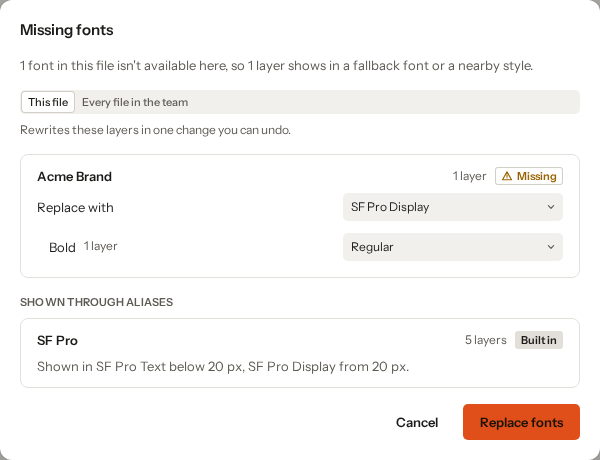 Missing fonts
1 font in this file isn't available here, so 1 layer shows in a fallback font or a nearby style.
This file Every file in the team
Rewrites these layers in one change you can undo.
Acme Brand 1 layer Missing
Replace with SF Pro Display
Bold 1 layer Regular
SHOWN THROUGH ALIASES
SF Pro 5 layers Built in
Shown in SF Pro Text below 20 px, SF Pro Display from 20 px.
Cancel Replace fonts